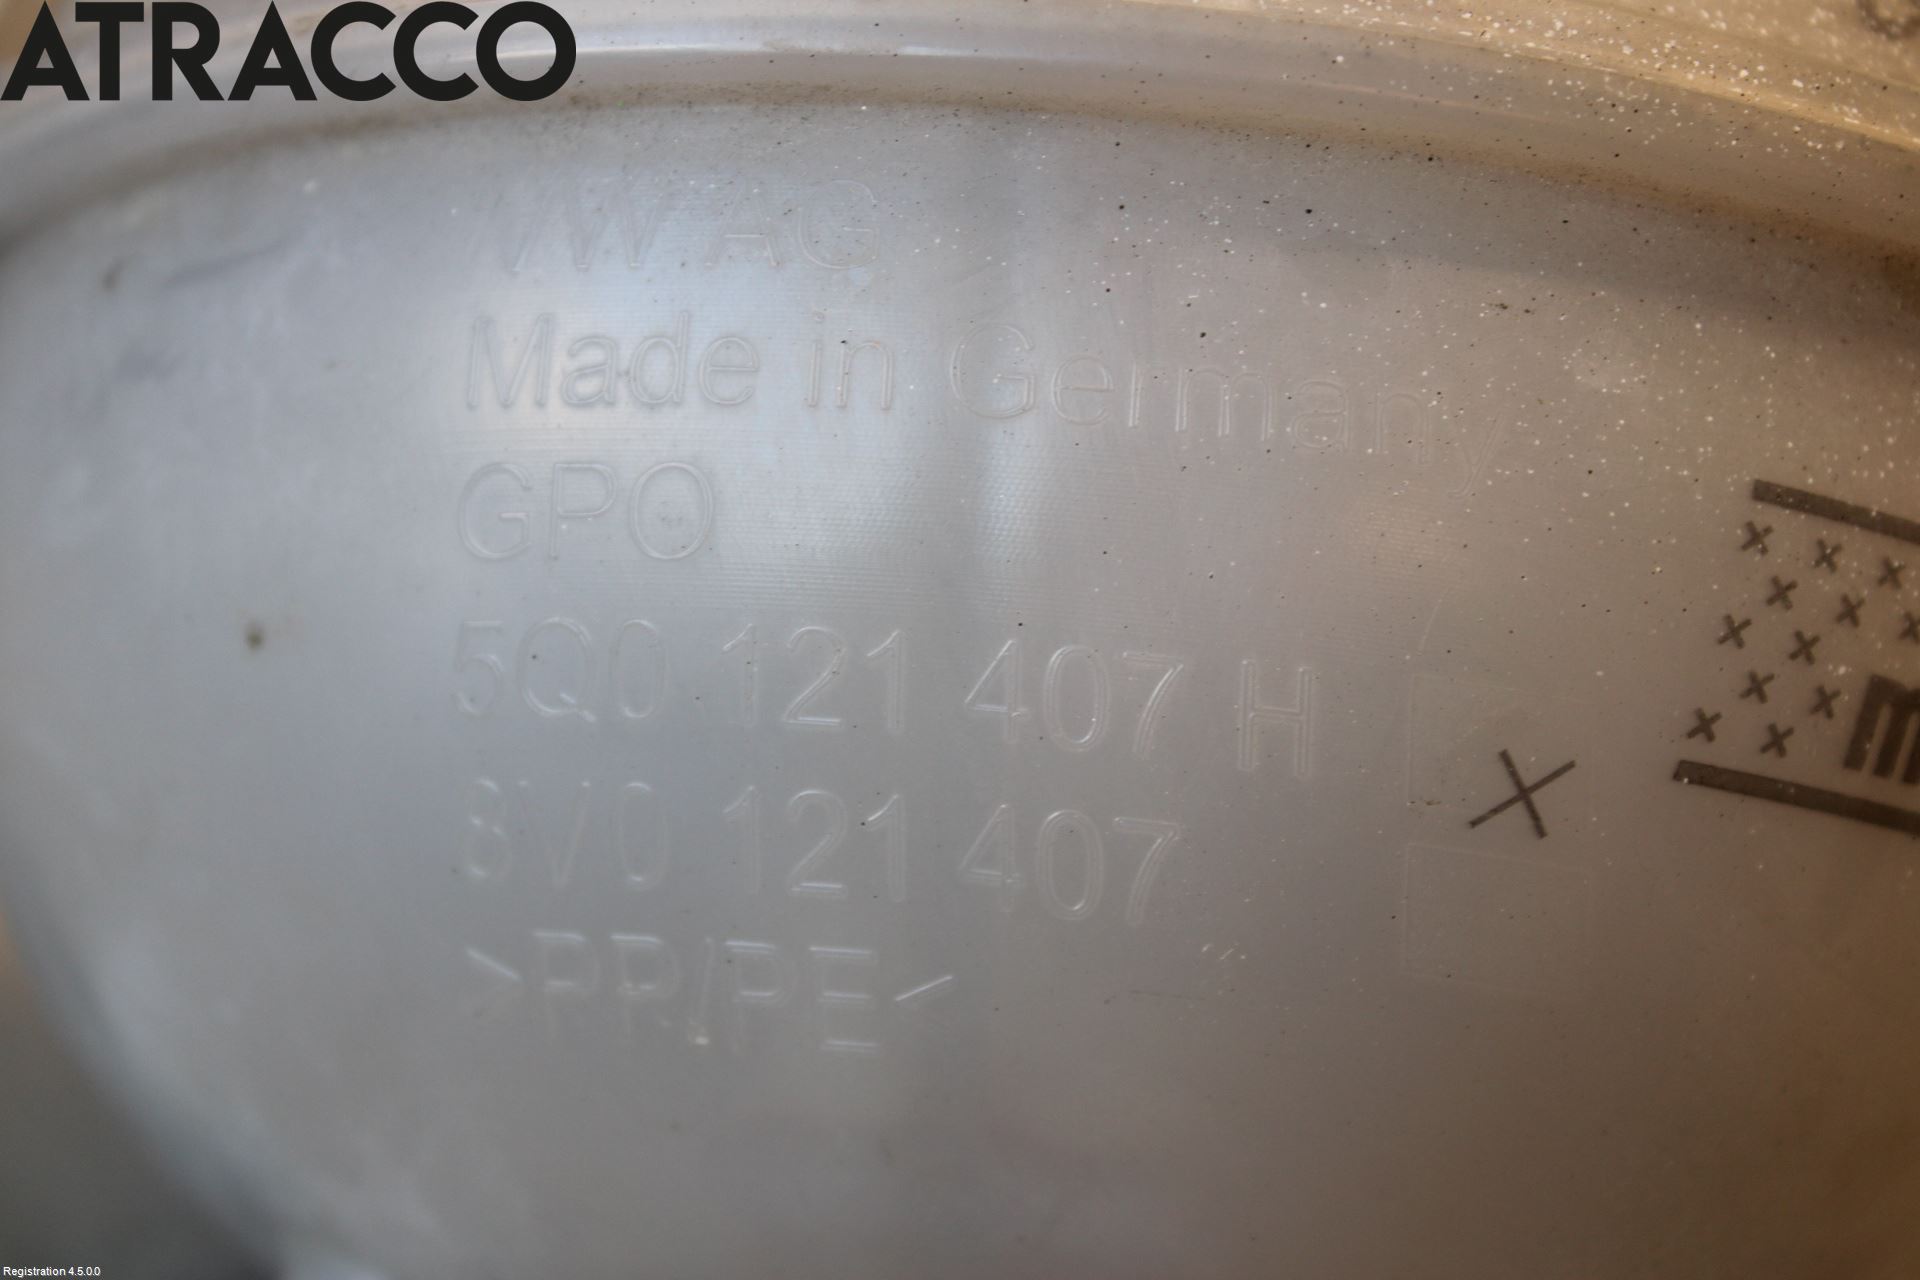 ATRACCO
VW AG
Made in Germany
GPO
5Q0 121 407 H
8V0 121 407
>PP/PE<
m
Registration 4.5.0.0